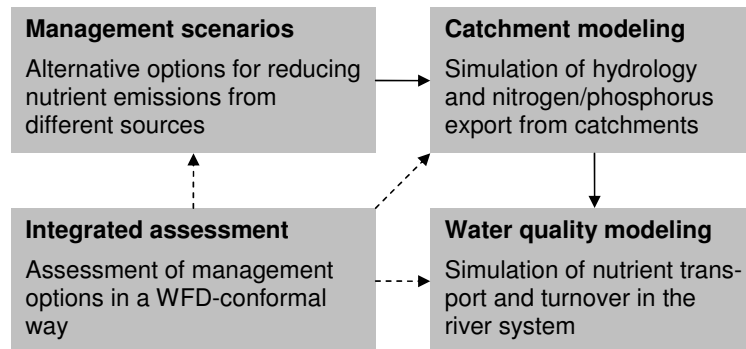 Management scenarios
Alternative options for reducing
nutrient emissions from
different sources
Catchment modeling
Simulation of hydrology
and nitrogen/phosphorus
export from catchments
Integrated assessment
Assessment of management
options in a WFD-conformal
way
Water quality modeling
Simulation of nutrient trans-
port and turnover in the
river system